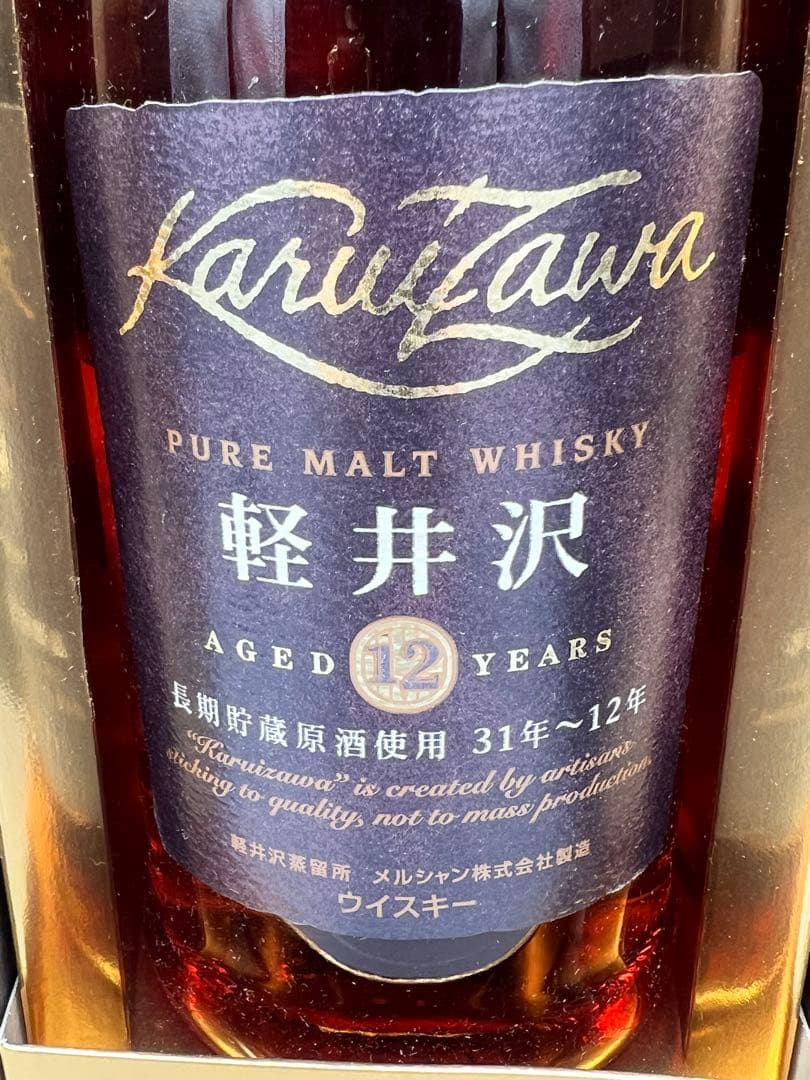 Karuizawa
PURE MALT WHISKY
軽井沢
AGED 12 YEARS
長期貯蔵原酒使用 31年〜12年
“Karuizawa” is created by artisans
sticking to quality, not to mass production.
軽井沢蒸留所 メルシャン株式会社製造
ウイスキー